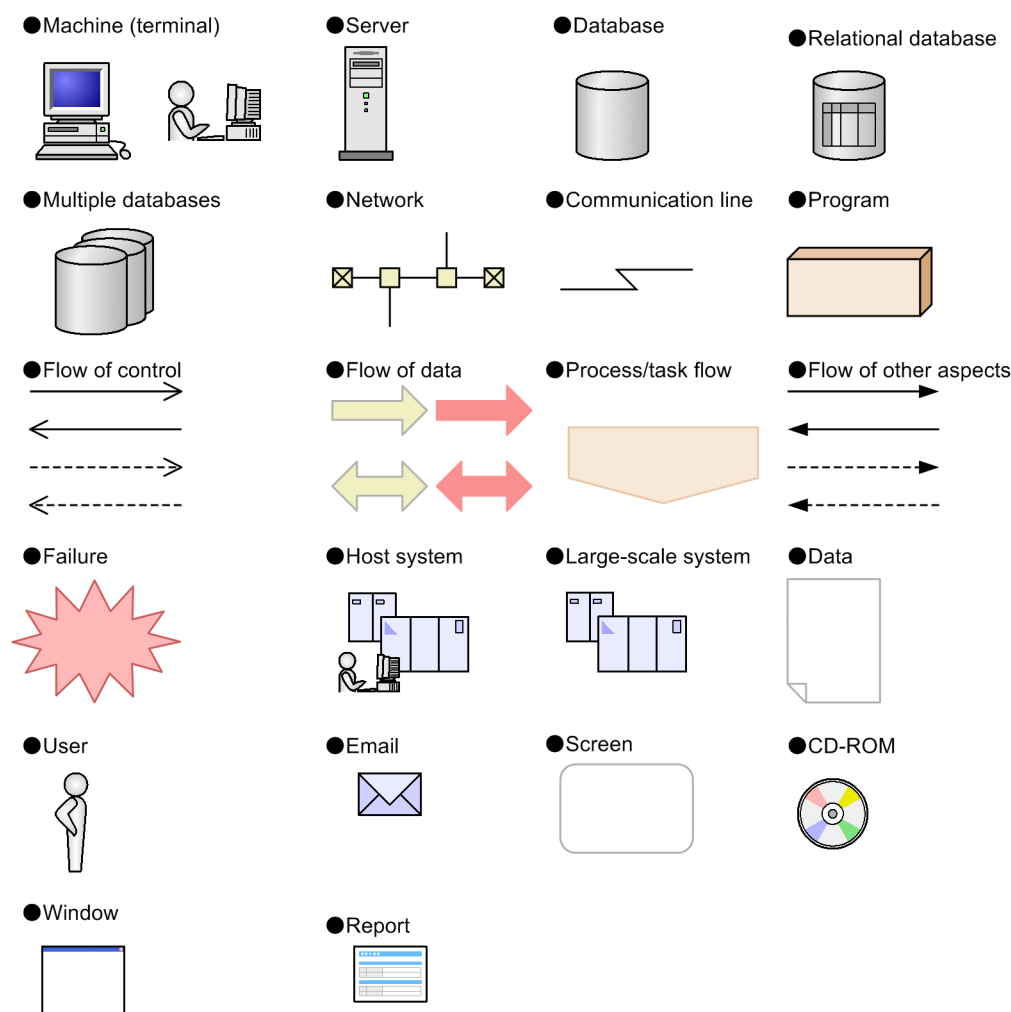 ●Machine (terminal)
●Server
●Database
●Relational database
●Multiple databases
●Network
●Communication line
●Program
●Flow of control
●Flow of data
●Process/task flow
●Flow of other aspects
●Failure
●Host system
●Large-scale system
●Data
●User
●Email
●Screen
●CD-ROM
●Window
●Report